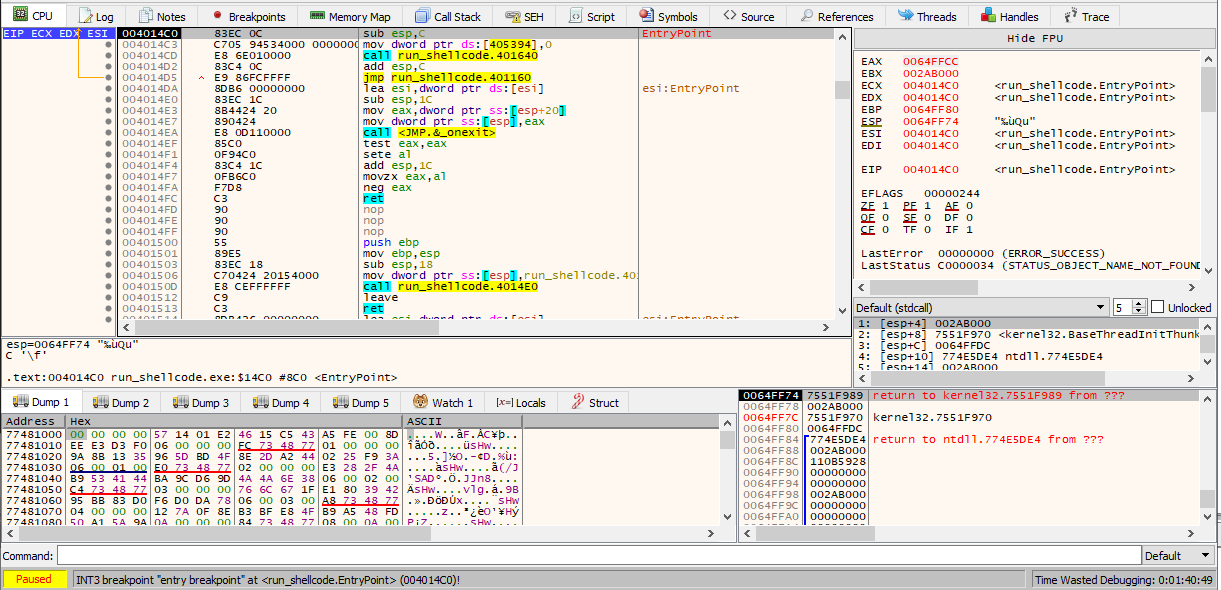 CPU Log Notes Breakpoints Memory Map Call Stack SEH Script Symbols Source References Threads Handles Trace
EIP ECX EDX ESI
004014C0 83EC 0C sub esp,C EntryPoint
004014C3 C705 94534000 0000000 mov dword ptr ds:[405394],0
004014CD E8 6E010000 call run_shellcode.401640
004014D2 83C4 0C add esp,C
004014D5 E9 86FCFFFF jmp run_shellcode.401160
004014DA 8DB6 00000000 lea esi,dword ptr ds:[esi] esi:EntryPoint
004014E0 83EC 1C sub esp,1C
004014E3 8B4424 20 mov eax,dword ptr ss:[esp+20]
004014E7 890424 mov dword ptr ss:[esp],eax
004014EA E8 0D110000 call <JMP.&_onexit>
004014EF 85C0 test eax,eax
004014F1 0F94C0 sete al
004014F4 83C4 1C add esp,1C
004014F7 0FB6C0 movzx eax,al
004014FA F7D8 neg eax
004014FC C3 ret
004014FD 90 nop
004014FE 90 nop
004014FF 90 nop
00401500 55 push ebp
00401501 89E5 mov ebp,esp
00401503 83EC 18 sub esp,18
00401506 C70424 20154000 mov dword ptr ss:[esp],run_shellcode.40
0040150D E8 CEFFFFFF call run_shellcode.4014E0
00401512 C9 leave
00401513 C3 ret
00401514 8DB426 00000000 lea esi,dword ptr ds:[esi] esi:EntryPoint
Hide FPU
EAX 0064FFCC
EBX 002AB000
ECX 004014C0 <run_shellcode.EntryPoint>
EDX 004014C0 <run_shellcode.EntryPoint>
EBP 0064FF80
ESP 0064FF74 "‰ùQu"
ESI 004014C0 <run_shellcode.EntryPoint>
EDI 004014C0 <run_shellcode.EntryPoint>
EIP 004014C0 <run_shellcode.EntryPoint>
EFLAGS 00000244
ZF 1 PF 1 AF 0
OF 0 SF 0 DF 0
CF 0 TF 0 IF 1
LastError 00000000 (ERROR_SUCCESS)
LastStatus C0000034 (STATUS_OBJECT_NAME_NOT_FOUND
Default (stdcall) 5 Unlocked
1: [esp+4] 002AB000
2: [esp+8] 7551F970 <kernel32.BaseThreadInitThunk
3: [esp+C] 0064FFDC
4: [esp+10] 774E5DE4 ntdll.774E5DE4
5: [esp+14] 002AB000
esp=0064FF74 "‰ùQu"
C '\f'
.text:004014C0 run_shellcode.exe:$14C0 #8C0 <EntryPoint>
Dump 1 Dump 2 Dump 3 Dump 4 Dump 5 Watch 1 [x=] Locals Struct
Address Hex ASCII
77481000 00 00 00 00 57 14 01 E2 46 15 C5 43 A5 FE 00 8D ....W..âF.ÅC¥þ..
77481010 EE E3 D3 F0 06 00 00 00 FC 73 48 77 00 00 00 00 îãÓð....üsHw....
77481020 9A 8B 13 35 96 5D BD 4F 8E 2D A2 44 02 25 F9 3A ...5.]½O.-¢D.%ù:
77481030 06 00 01 00 E0 73 48 77 02 00 00 00 E3 28 2F 4A ....àsHw....ã(/J
77481040 B9 53 41 44 BA 9C D6 9D 4A 4A 6E 38 06 00 02 00 ¹SADº.Ö.JJn8....
77481050 C4 73 48 77 03 00 00 00 76 6C 67 1F E1 80 39 42 ÄsHw....vlg.á.9B
77481060 95 BB 83 D0 F6 D0 DA 78 06 00 03 00 A8 73 48 77 .».ÐöÐÚx....¨sHw
77481070 04 00 00 00 12 7A 0F 8E B3 BF E8 4F B9 A5 48 FD .....z..³¿èO¹¥Hý
77481080 50 A1 5A 9A 0A 00 00 00 84 73 48 77 08 00 0A 00 P¡Z......sHw....
0064FF74 7551F989 return to kernel32.7551F989 from ???
0064FF78 002AB000
0064FF7C 7551F970 kernel32.7551F970
0064FF80 0064FFDC
0064FF84 774E5DE4 return to ntdll.774E5DE4 from ???
0064FF88 002AB000
0064FF8C 110B5928
0064FF90 00000000
0064FF94 00000000
0064FF98 002AB000
0064FF9C 00000000
0064FFA0 00000000
Command: Default
Paused INT3 breakpoint "entry breakpoint" at <run_shellcode.EntryPoint> (004014C0)! Time Wasted Debugging: 0:01:40:49